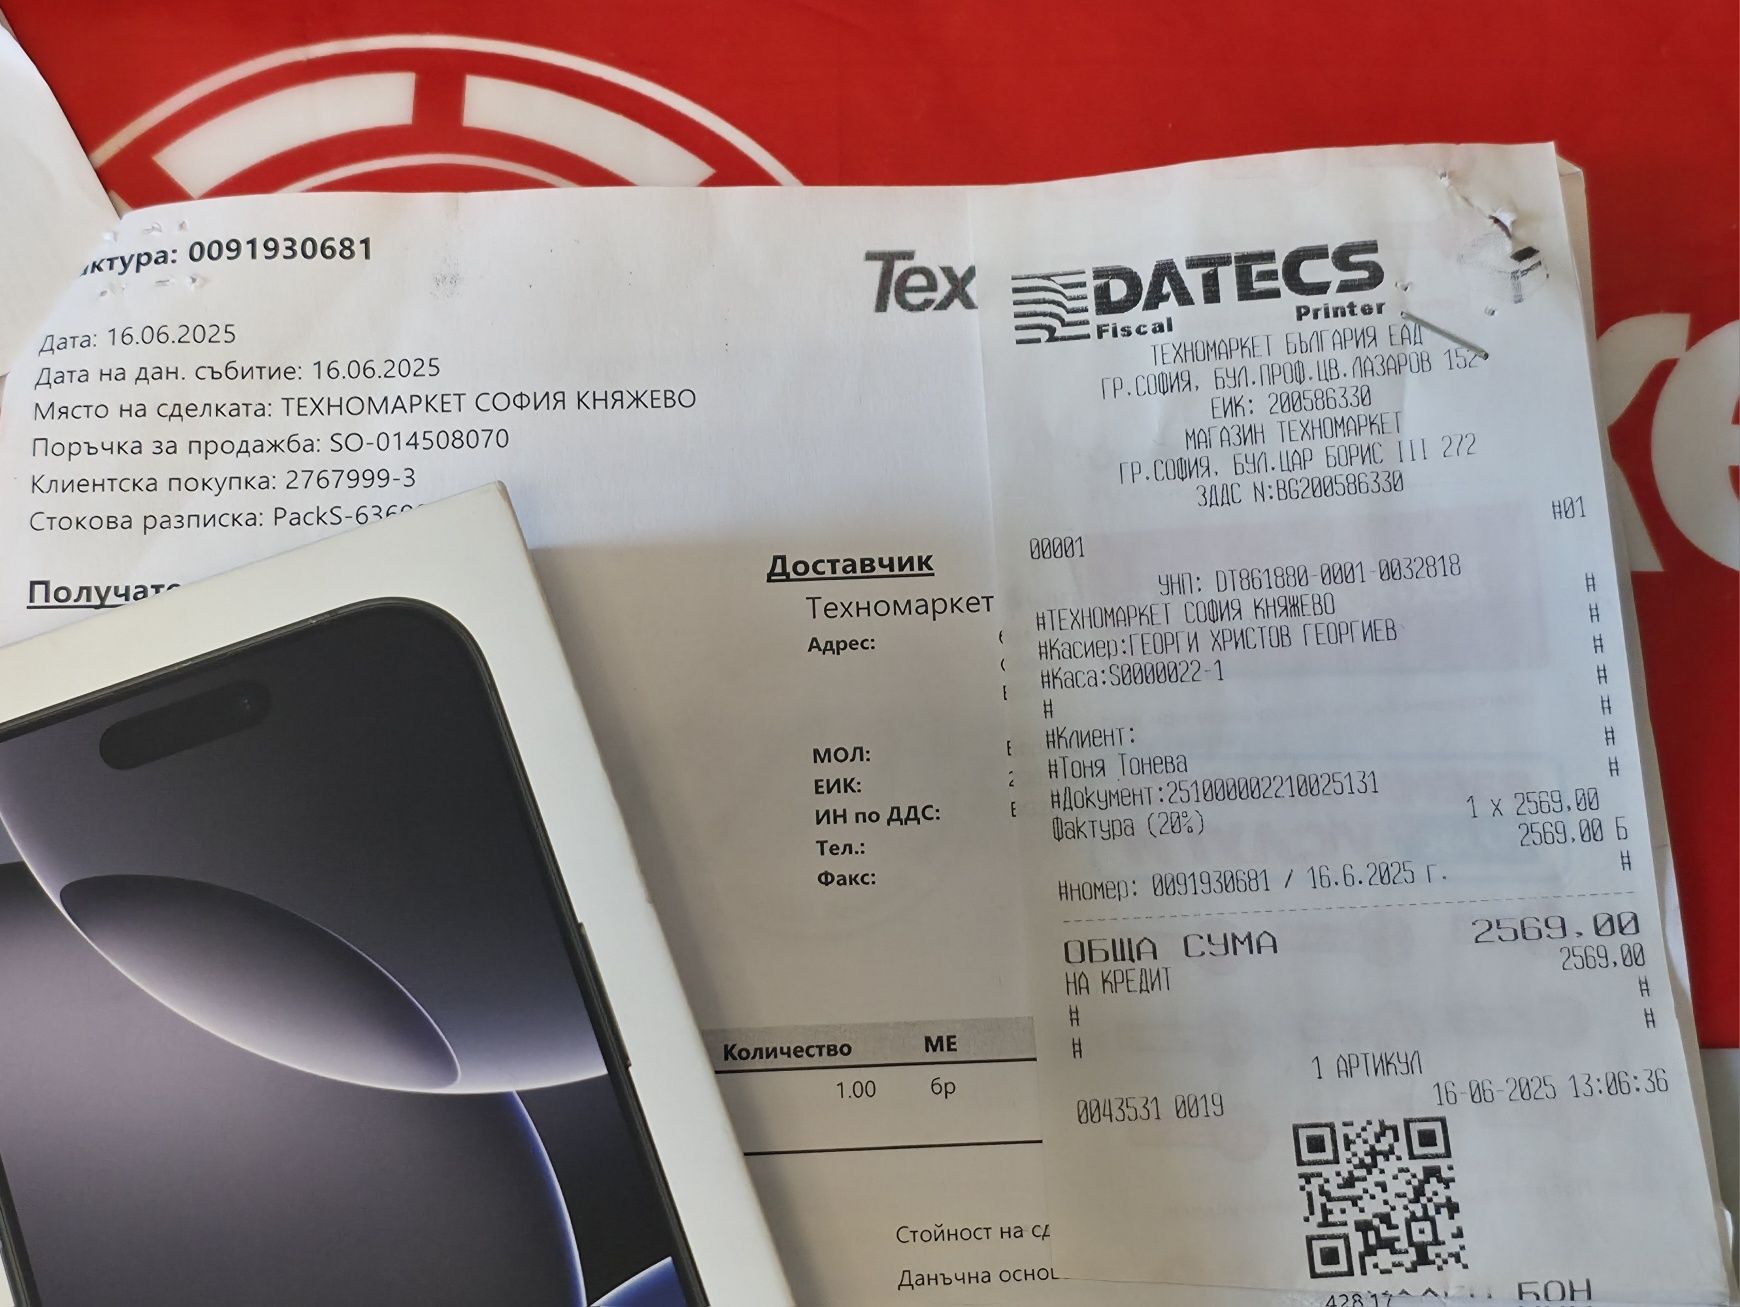 ктура: 0091930681
Дата: 16.06.2025
Дата на дан. събитие: 16.06.2025
Място на сделката: ТЕХНОМАРКЕТ СОФИЯ КНЯЖЕВО
Поръчка за продажба: SO-014508070
Клиентска покупка: 2767999-3
Стокова разписка: PackS-636
Получат
Tex
Доставчик
Техномаркет
Адрес:
МОЛ:
ЕИК:
ИН по ДДС:
Тел.:
Факс:
Количество МЕ
1.00 бр
Стойност на сд
Данъчна осно
DATECS
Fiscal Printer
ТЕХНОМАРКЕТ БЪЛГАРИЯ ЕАД
ГР.СОФИЯ, БУЛ.ПРОФ.ЦВ.ЛАЗАРОВ 152
ЕИК: 200586330
МАГАЗИН ТЕХНОМАРКЕТ
ГР.СОФИЯ, БУЛ.ЦАР БОРИС III 272
ЗДДС N:BG200586330
#01
00001
УНП: DT861880-0001-0032818
#ТЕХНОМАРКЕТ СОФИЯ КНЯЖЕВО #
#Касиер:ГЕОРГИ ХРИСТОВ ГЕОРГИЕВ #
#Каса:S0000022-1 #
# #
#Клиент: #
#Тоня Тонева #
#Документ:251000002210025131 #
1 x 2569,00
Фактура (20%) 2569,00 Б
#номер: 0091930681 / 16.6.2025 г. #
ОБЩА СУМА 2569,00
НА КРЕДИТ 2569,00
# #
# #
1 АРТИКУЛ
0043531 0019 16-06-2025 13:06:36
БОН
ke